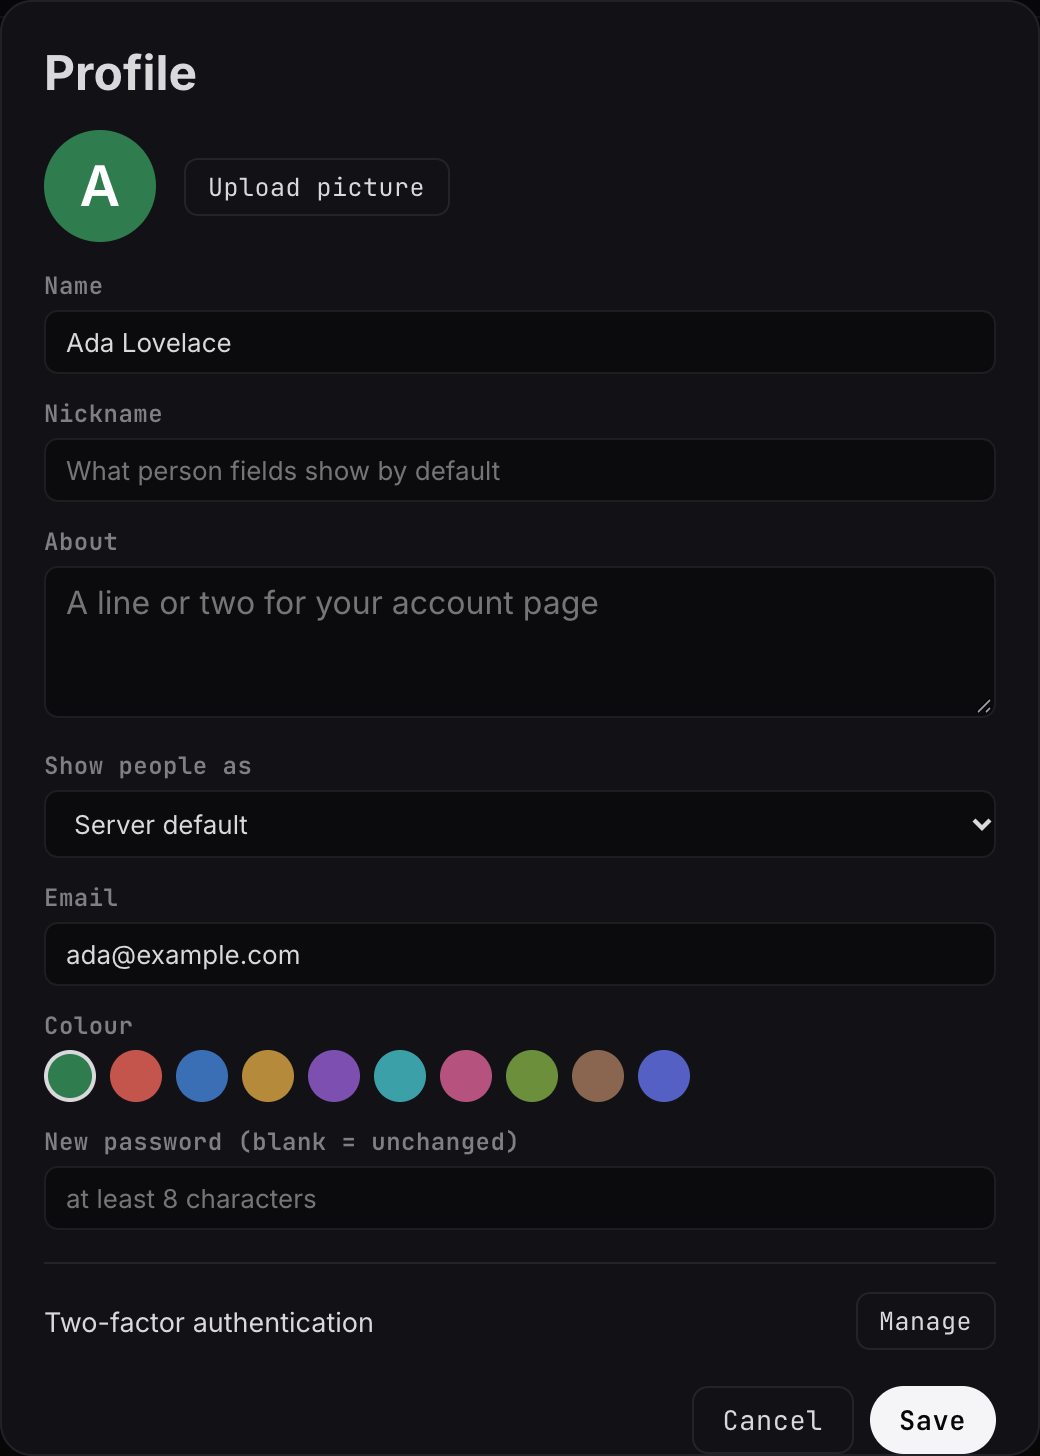 Profile
A
Upload picture
Name
Ada Lovelace
Nickname
What person fields show by default
About
A line or two for your account page
Show people as
Server default
Email
ada@example.com
Colour
New password (blank = unchanged)
at least 8 characters
Two-factor authentication
Manage
Cancel
Save